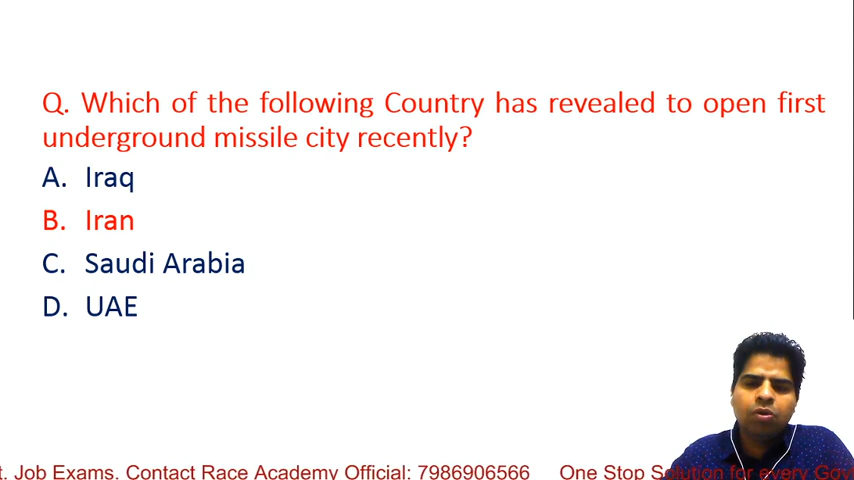 Q. Which of the following Country has revealed to open first
underground missile city recently?
A. Iraq
B. Iran
C. Saudi Arabia
D. UAE
t. Job Exams. Contact Race Academy Official: 7986906566 One Stop Solution for every Govt